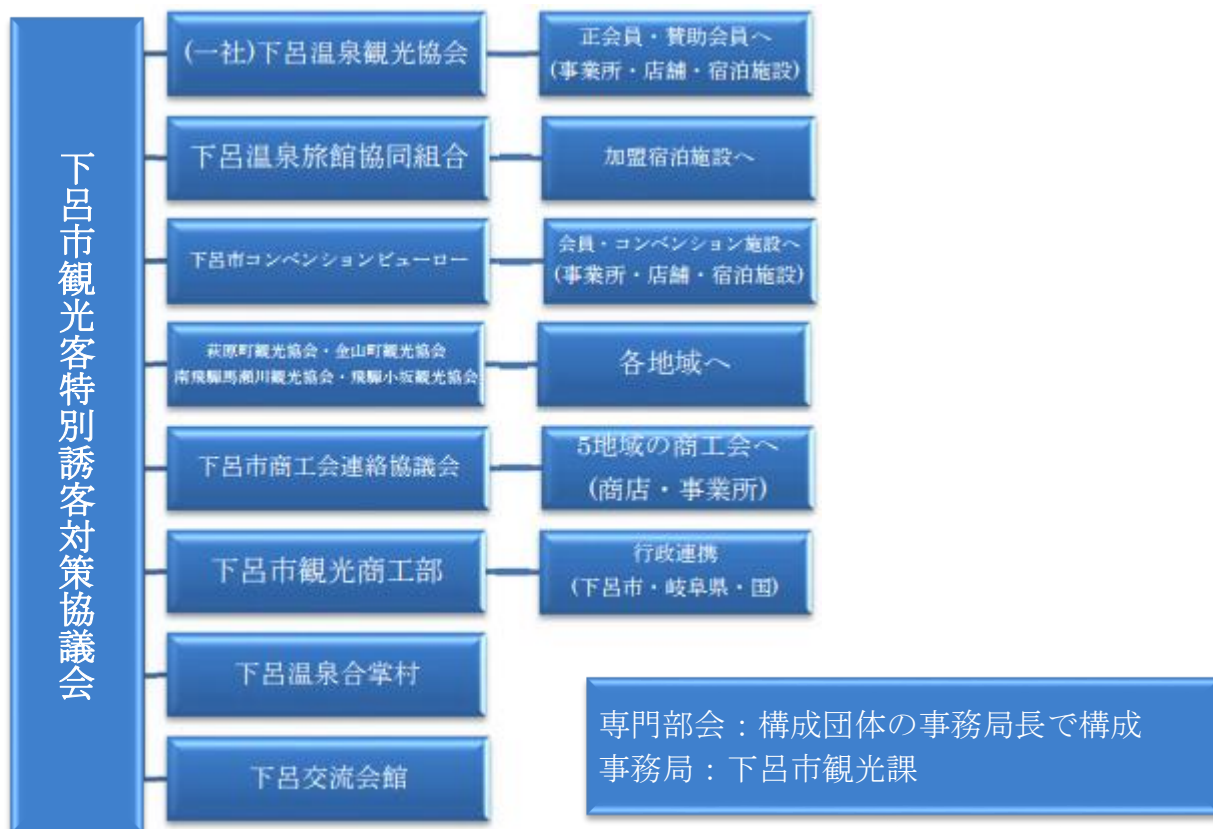 下呂市観光客特別誘客対策協議会
(一社)下呂温泉観光協会
正会員・賛助会員へ
(事業所・店舗・宿泊施設)
下呂温泉旅館協同組合
加盟宿泊施設へ
下呂市コンベンションビューロー
会員・コンベンション施設へ
(事業所・店舗・宿泊施設)
萩原町観光協会・金山町観光協会
南飛騨馬瀬川観光協会・飛騨小坂観光協会
各地域へ
下呂市商工会連絡協議会
5地域の商工会へ
(商店・事業所)
下呂市観光商工部
行政連携
(下呂市・岐阜県・国)
下呂温泉合掌村
下呂交流会館
専門部会：構成団体の事務局長で構成
事務局：下呂市観光課